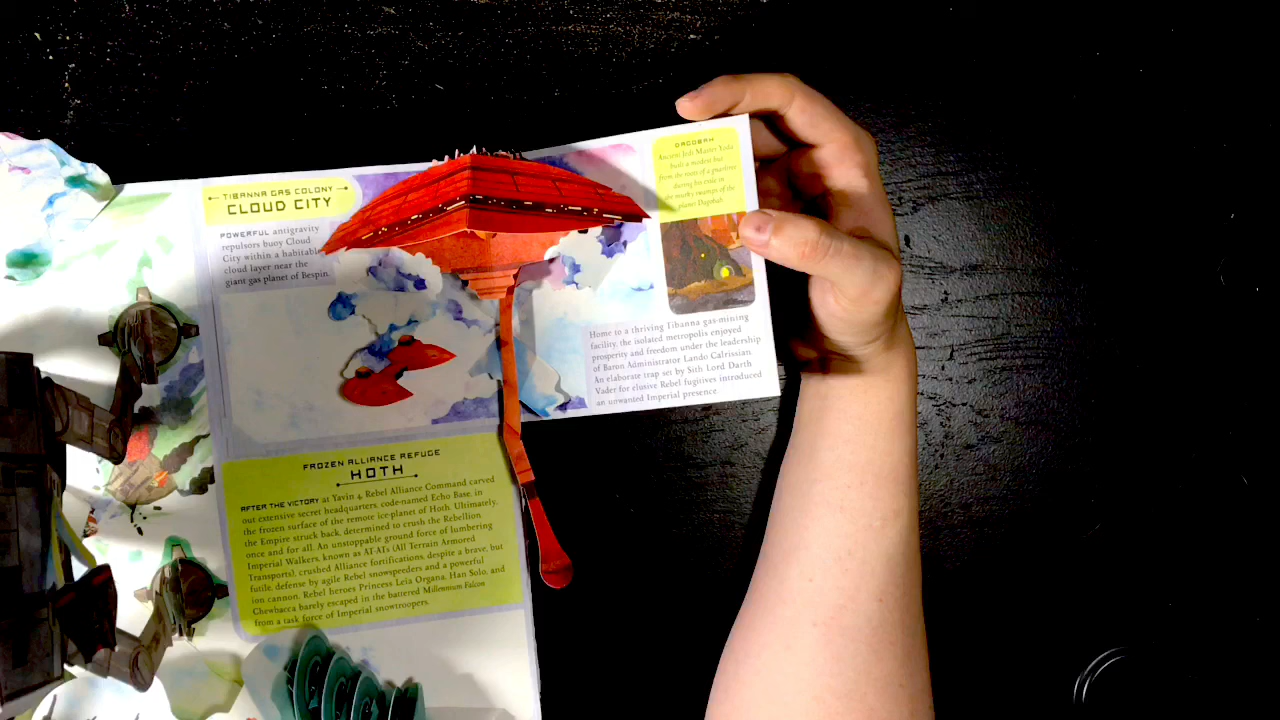 TIBANNA GAS COLONY
CLOUD CITY
POWERFUL antigravity
repulsors buoy Cloud
City within a habitable
cloud layer near the
giant gas planet of Bespin.
DAGOBAH
Ancient Jedi Master Yoda
built a modest hut
from the roots of a gnarltree
during his exile in
the murky swamps of the
planet Dagobah.
Home to a thriving Tibanna gas-mining
facility, the isolated metropolis enjoyed
prosperity and freedom under the leadership
of Baron Administrator Lando Calrissian.
An elaborate trap set by Sith Lord Darth
Vader for elusive Rebel fugitives introduced
an unwanted Imperial presence.
FROZEN ALLIANCE REFUGE
HOTH
AFTER THE VICTORY at Yavin 4, Rebel Alliance Command carved
out extensive secret headquarters, code-named Echo Base, in
the frozen surface of the remote ice-planet of Hoth. Ultimately,
the Empire struck back, determined to crush the Rebellion
once and for all. An unstoppable ground force of lumbering
Imperial Walkers, known as AT-ATs (All Terrain Armored
Transports), crushed Alliance fortifications, despite a brave, but
futile, defense by agile Rebel snowspeeders and a powerful
ion cannon. Rebel heroes Princess Leia Organa, Han Solo, and
Chewbacca barely escaped in the battered Millennium Falcon
from a task force of Imperial snowtroopers.